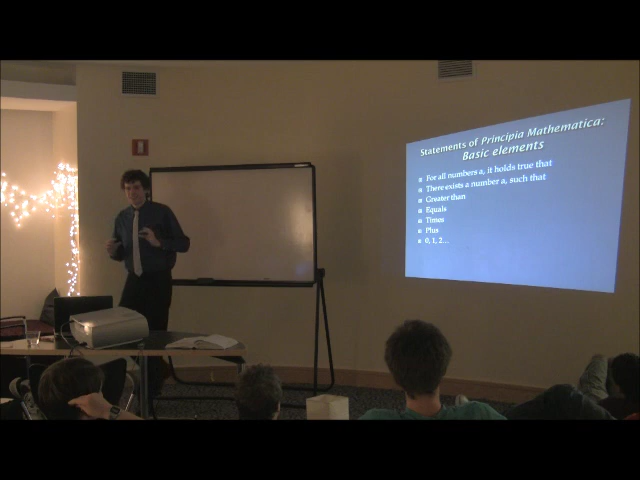 Statements of Principia Mathematica:
Basic elements
For all numbers a, it holds true that
There exists a number a, such that
Greater than
Equals
Times
Plus
0, 1, 2...